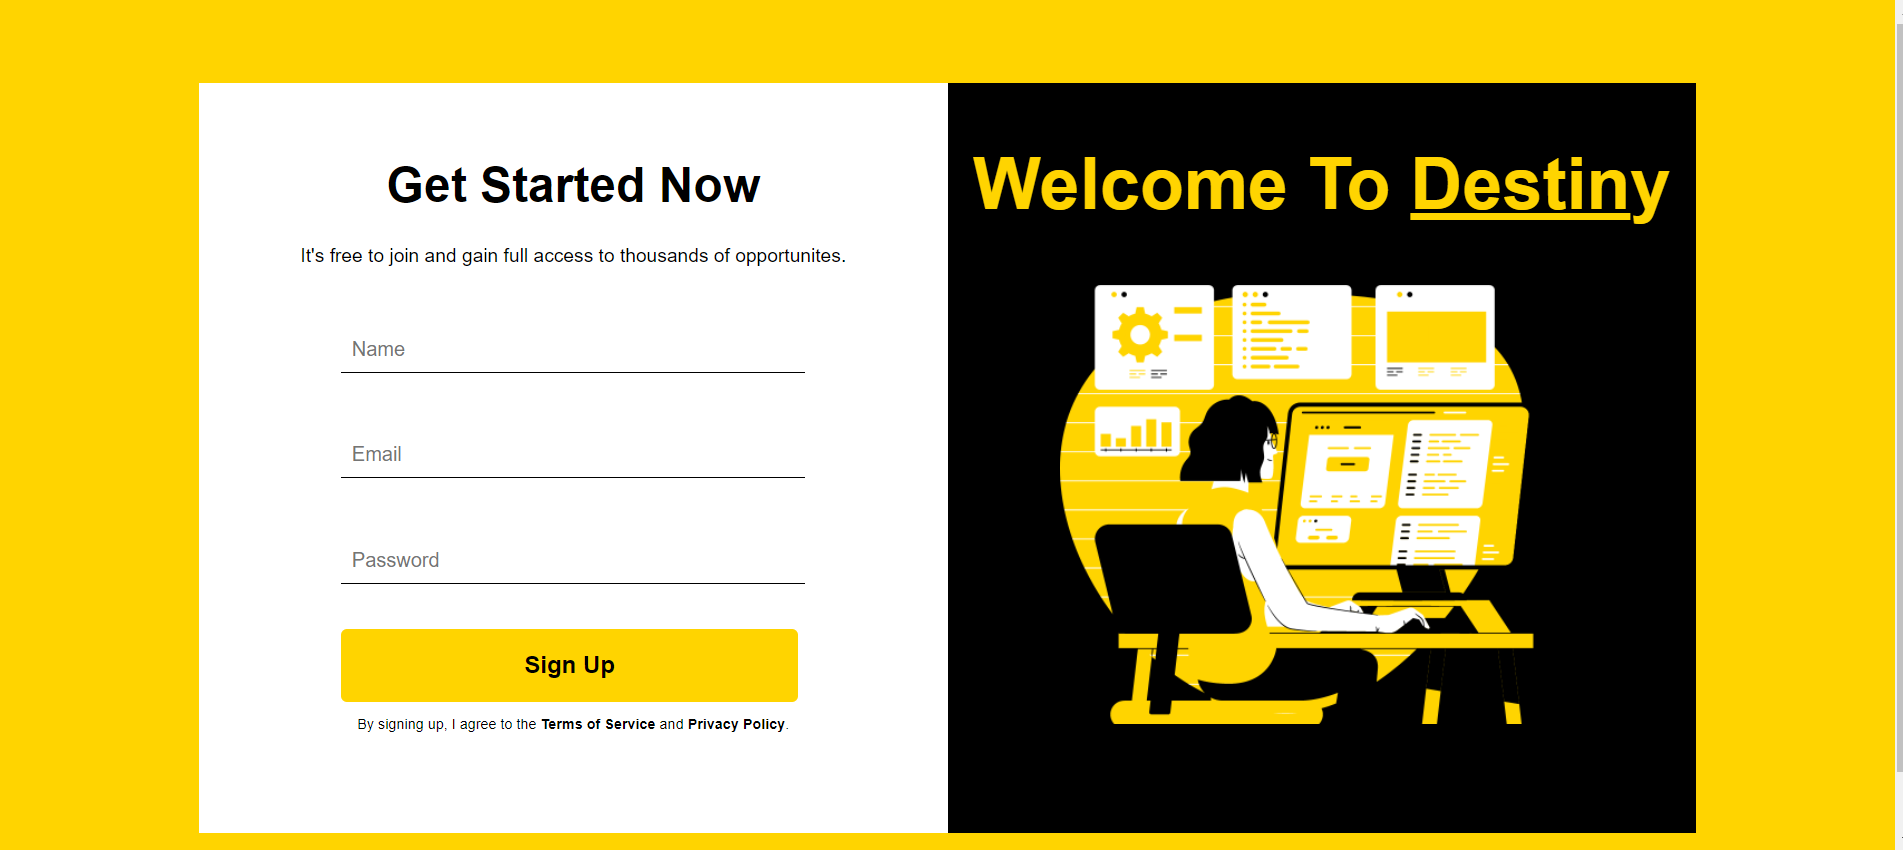 Get Started Now
It's free to join and gain full access to thousands of opportunites.
Name
Email
Password
Sign Up
By signing up, I agree to the Terms of Service and Privacy Policy.
Welcome To Destiny